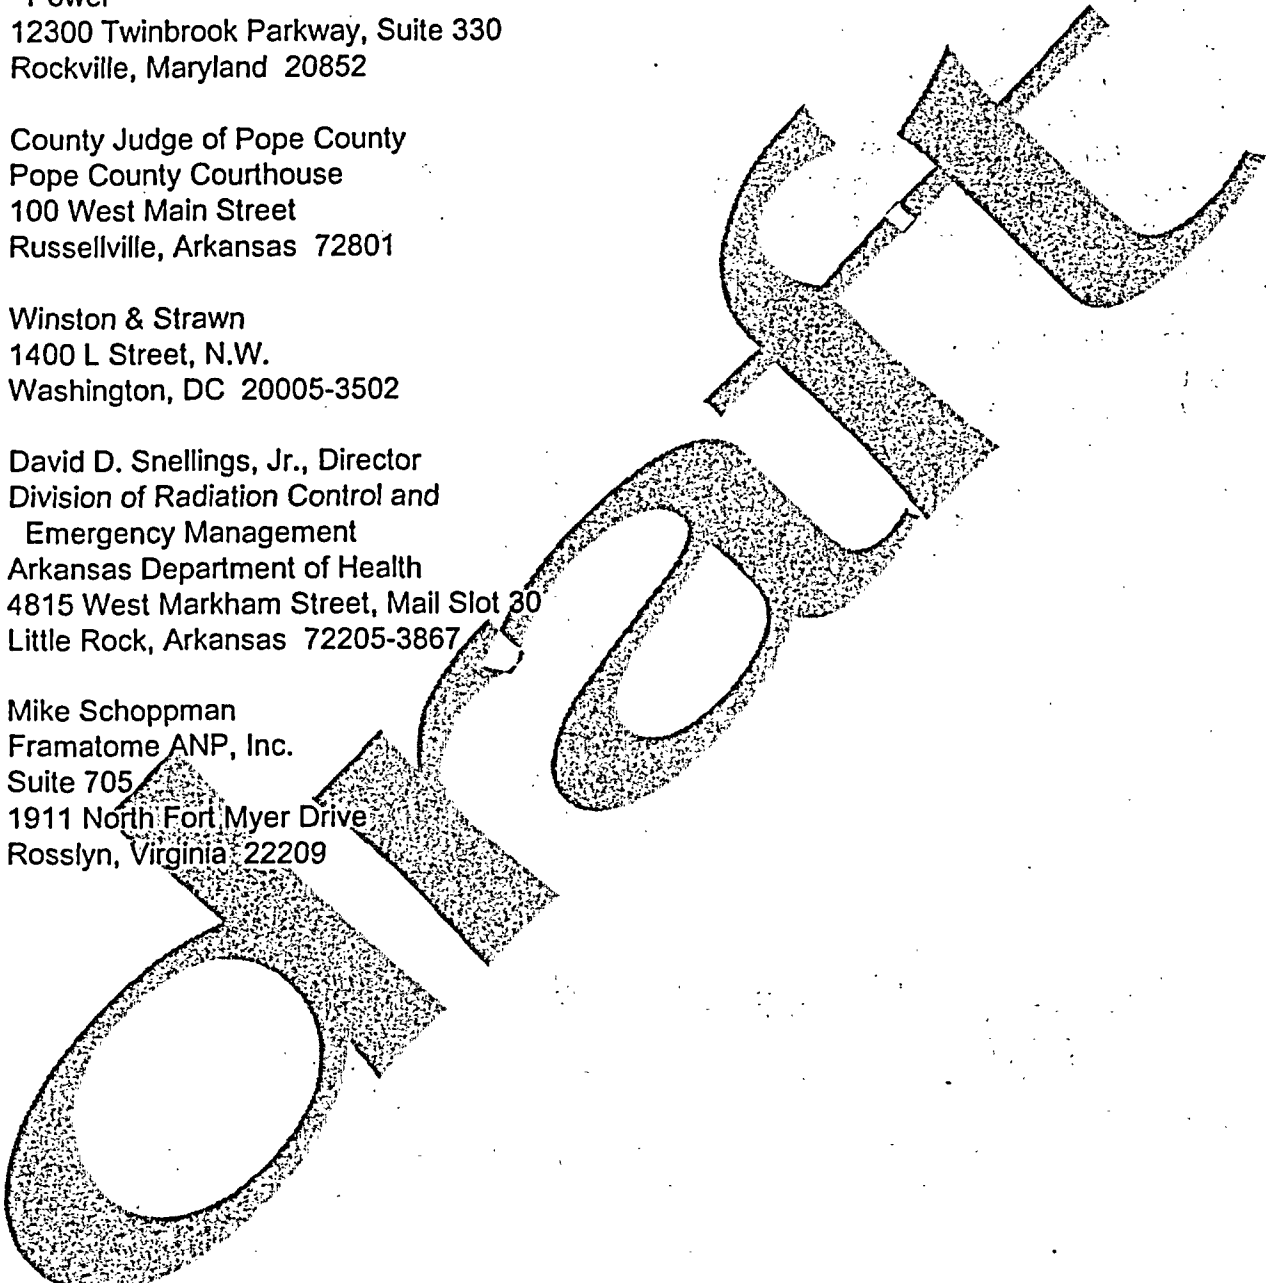 Power
12300 Twinbrook Parkway, Suite 330
Rockville, Maryland 20852
County Judge of Pope County
Pope County Courthouse
100 West Main Street
Russellville, Arkansas 72801
Winston & Strawn
1400 L Street, N.W.
Washington, DC 20005-3502
David D. Snellings, Jr., Director
Division of Radiation Control and
Emergency Management
Arkansas Department of Health
4815 West Markham Street, Mail Slot 30
Little Rock, Arkansas 72205-3867
Mike Schoppman
Framatome ANP, Inc.
Suite 705
1911 North Fort Myer Drive
Rosslyn, Virginia 22209
draft